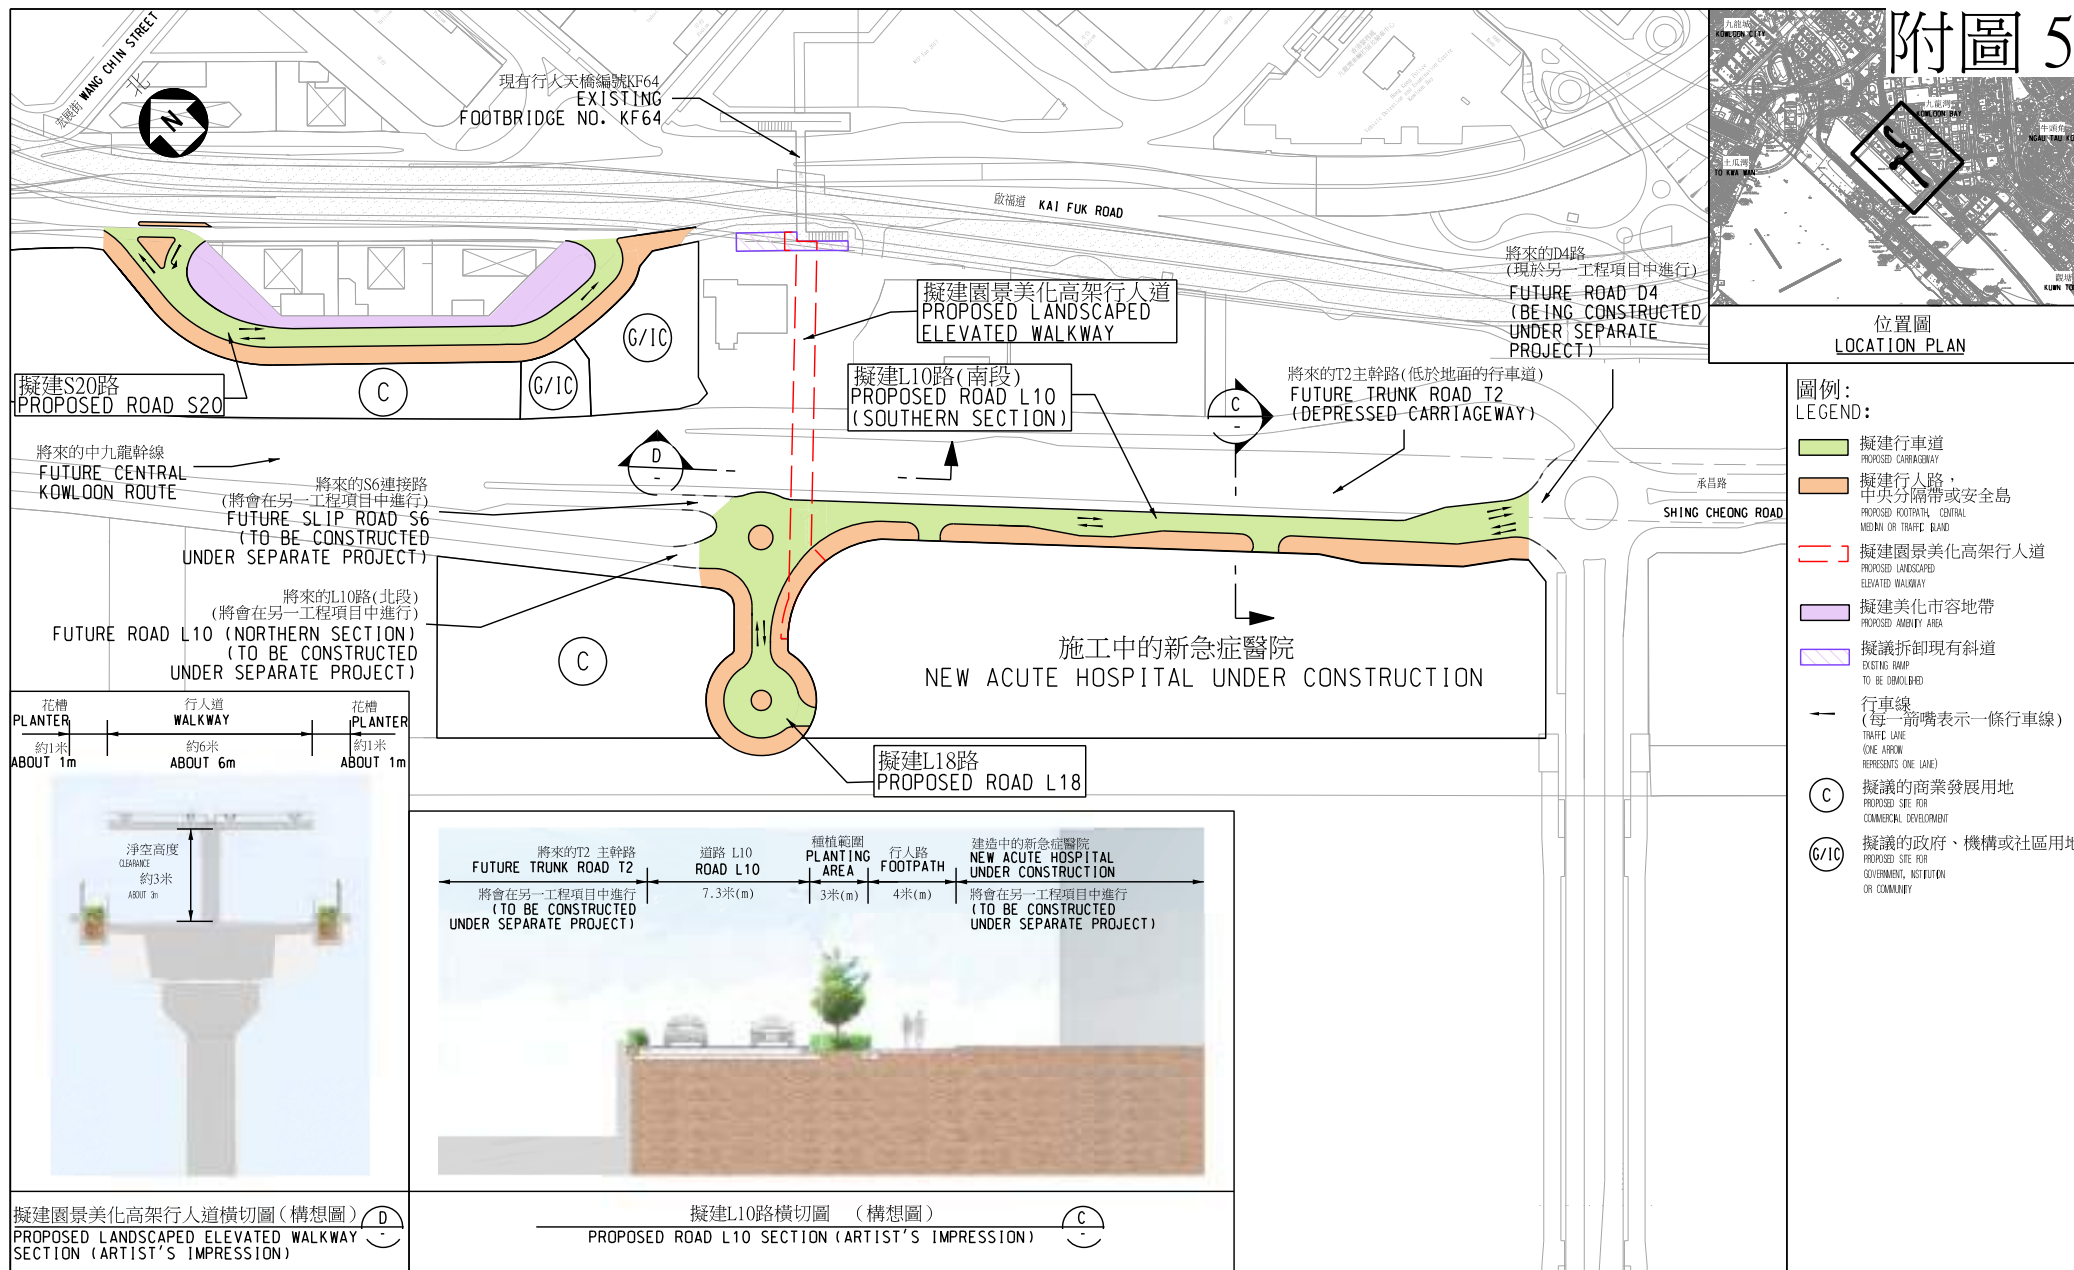 附圖 5
京展街 WANG CHIN STREET
北
N
現有行人天橋編號KF64
EXISTING
FOOTBRIDGE NO. KF64
啟福道 KAI FUK ROAD
擬建園景美化高架行人道
PROPOSED LANDSCAPED
ELEVATED WALKWAY
將來的D4路
(現於另一工程項目中進行)
FUTURE ROAD D4
(BEING CONSTRUCTED
UNDER SEPARATE
PROJECT)
九龍城
KOWLOON CITY
九龍灣
KOWLOON BAY
牛頭角
土瓜灣
TO KWA WAN
位置圖
LOCATION PLAN
G/IC
G/IC
C
擬建S20路
PROPOSED ROAD S20
擬建L10路(南段)
PROPOSED ROAD L10
(SOUTHERN SECTION)
將來的T2主幹路(低於地面的行車道)
FUTURE TRUNK ROAD T2
(DEPRESSED CARRIAGEWAY)
C
-
D
-
將來的中九龍幹線
FUTURE CENTRAL
KOWLOON ROUTE
將來的S6連接路
(將會在另一工程項目中進行)
FUTURE SLIP ROAD S6
(TO BE CONSTRUCTED
UNDER SEPARATE PROJECT)
承昌路
SHING CHEONG ROAD
將來的L10路(北段)
(將會在另一工程項目中進行)
FUTURE ROAD L10 (NORTHERN SECTION)
(TO BE CONSTRUCTED
UNDER SEPARATE PROJECT)
C
施工中的新急症醫院
NEW ACUTE HOSPITAL UNDER CONSTRUCTION
擬建L18路
PROPOSED ROAD L18
圖例:
LEGEND:
擬建行車道
PROPOSED CARRIAGEWAY
擬建行人路,
中央分隔帶或安全島
PROPOSED FOOTPATH, CENTRAL
MEDIAN OR TRAFFIC ISLAND
擬建園景美化高架行人道
PROPOSED LANDSCAPED
ELEVATED WALKWAY
擬建美化市容地帶
PROPOSED AMENITY AREA
擬議拆卸現有斜道
EXISTING RAMP
TO BE DEMOLISHED
行車線
(每一箭嘴表示一條行車線)
TRAFFIC LANE
(ONE ARROW
REPRESENTS ONE LANE)
C
擬議的商業發展用地
PROPOSED SITE FOR
COMMERCIAL DEVELOPMENT
G/IC
擬議的政府、機構或社區用地
PROPOSED SITE FOR
GOVERNMENT, INSTITUTION
OR COMMUNITY
花槽
PLANTER
行人道
WALKWAY
花槽
PLANTER
約1米
ABOUT 1m
約6米
ABOUT 6m
約1米
ABOUT 1m
淨空高度
CLEARANCE
約3米
ABOUT 3m
擬建園景美化高架行人道橫切圖(構想圖)
PROPOSED LANDSCAPED ELEVATED WALKWAY
SECTION (ARTIST'S IMPRESSION)
D
-
將來的T2 主幹路
FUTURE TRUNK ROAD T2
將會在另一工程項目中進行
(TO BE CONSTRUCTED
UNDER SEPARATE PROJECT)
道路 L10
ROAD L10
7.3米(m)
種植範圍
PLANTING
AREA
3米(m)
行人路
FOOTPATH
4米(m)
建造中的新急症醫院
NEW ACUTE HOSPITAL
UNDER CONSTRUCTION
將會在另一工程項目中進行
(TO BE CONSTRUCTED
UNDER SEPARATE PROJECT)
擬建L10路橫切圖 (構想圖)
PROPOSED ROAD L10 SECTION (ARTIST'S IMPRESSION)
C
-